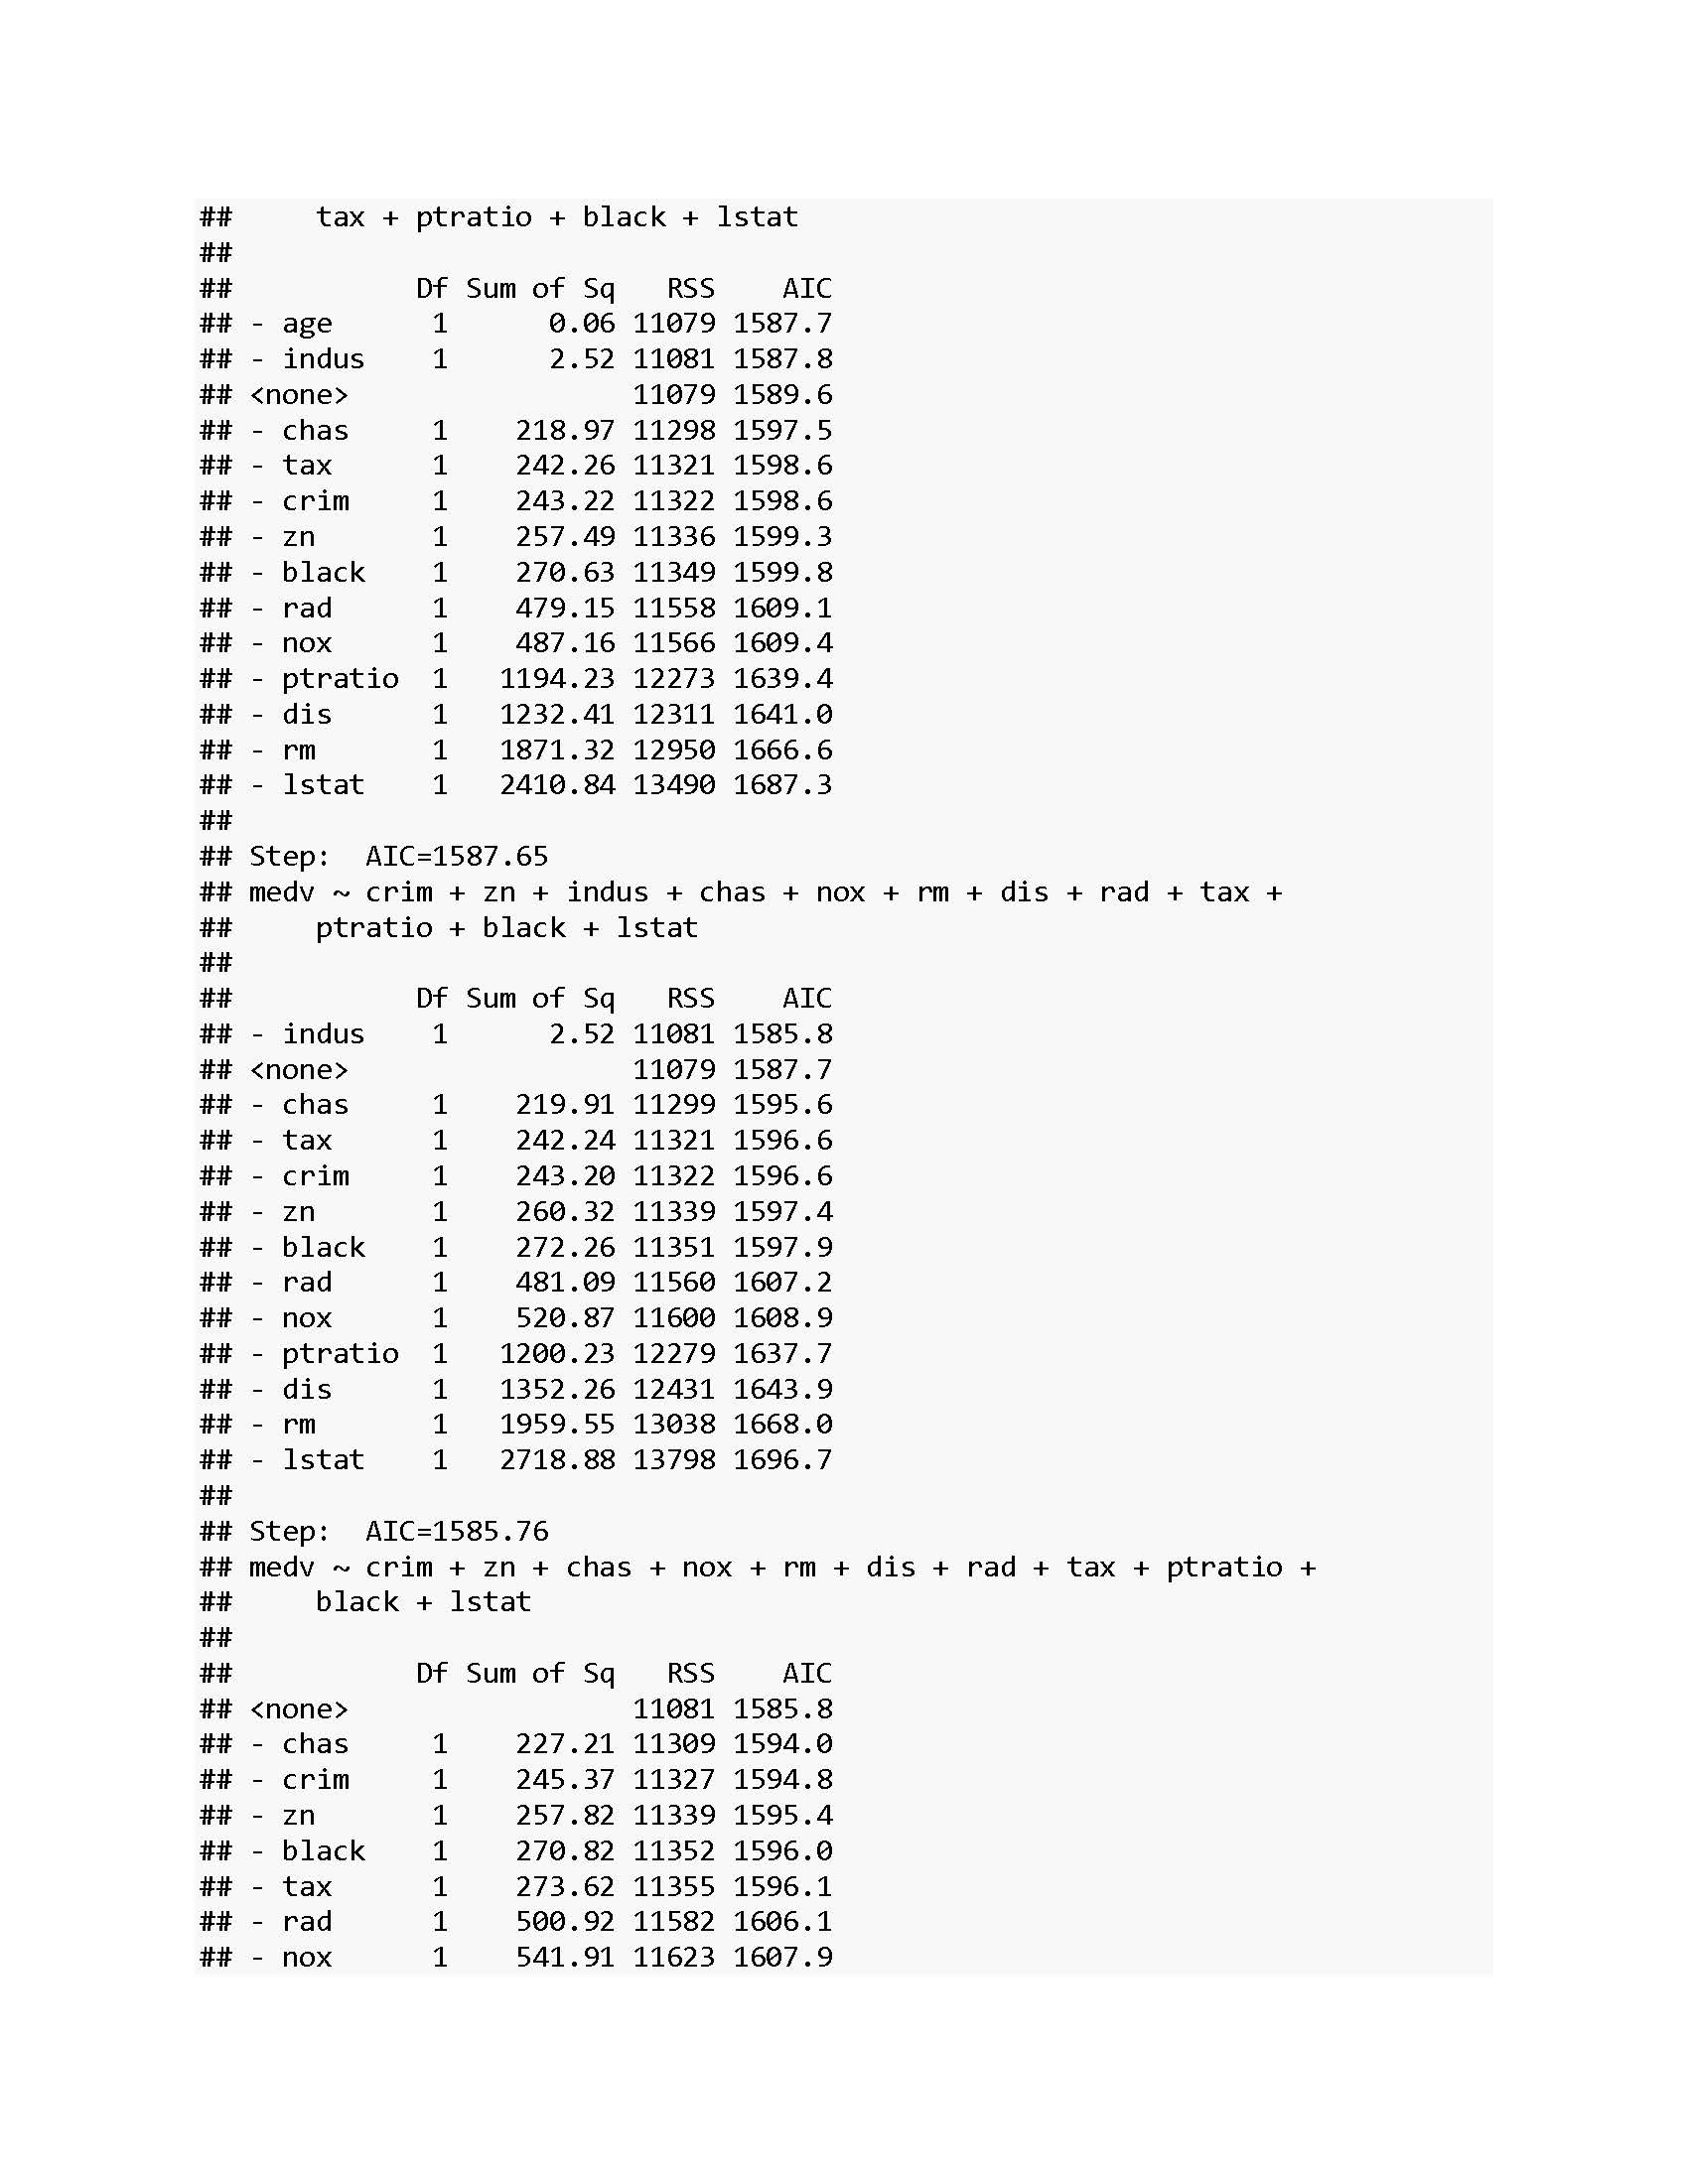 ##     tax + ptratio + black + lstat
##
##           Df Sum of Sq   RSS    AIC
## - age      1      0.06 11079 1587.7
## - indus    1      2.52 11081 1587.8
## <none>                 11079 1589.6
## - chas     1    218.97 11298 1597.5
## - tax      1    242.26 11321 1598.6
## - crim     1    243.22 11322 1598.6
## - zn       1    257.49 11336 1599.3
## - black    1    270.63 11349 1599.8
## - rad      1    479.15 11558 1609.1
## - nox      1    487.16 11566 1609.4
## - ptratio  1   1194.23 12273 1639.4
## - dis      1   1232.41 12311 1641.0
## - rm       1   1871.32 12950 1666.6
## - lstat    1   2410.84 13490 1687.3
##
## Step:  AIC=1587.65
## medv ~ crim + zn + indus + chas + nox + rm + dis + rad + tax +
##     ptratio + black + lstat
##
##           Df Sum of Sq   RSS    AIC
## - indus    1      2.52 11081 1585.8
## <none>                 11079 1587.7
## - chas     1    219.91 11299 1595.6
## - tax      1    242.24 11321 1596.6
## - crim     1    243.20 11322 1596.6
## - zn       1    260.32 11339 1597.4
## - black    1    272.26 11351 1597.9
## - rad      1    481.09 11560 1607.2
## - nox      1    520.87 11600 1608.9
## - ptratio  1   1200.23 12279 1637.7
## - dis      1   1352.26 12431 1643.9
## - rm       1   1959.55 13038 1668.0
## - lstat    1   2718.88 13798 1696.7
##
## Step:  AIC=1585.76
## medv ~ crim + zn + chas + nox + rm + dis + rad + tax + ptratio +
##     black + lstat
##
##           Df Sum of Sq   RSS    AIC
## <none>                 11081 1585.8
## - chas     1    227.21 11309 1594.0
## - crim     1    245.37 11327 1594.8
## - zn       1    257.82 11339 1595.4
## - black    1    270.82 11352 1596.0
## - tax      1    273.62 11355 1596.1
## - rad      1    500.92 11582 1606.1
## - nox      1    541.91 11623 1607.9